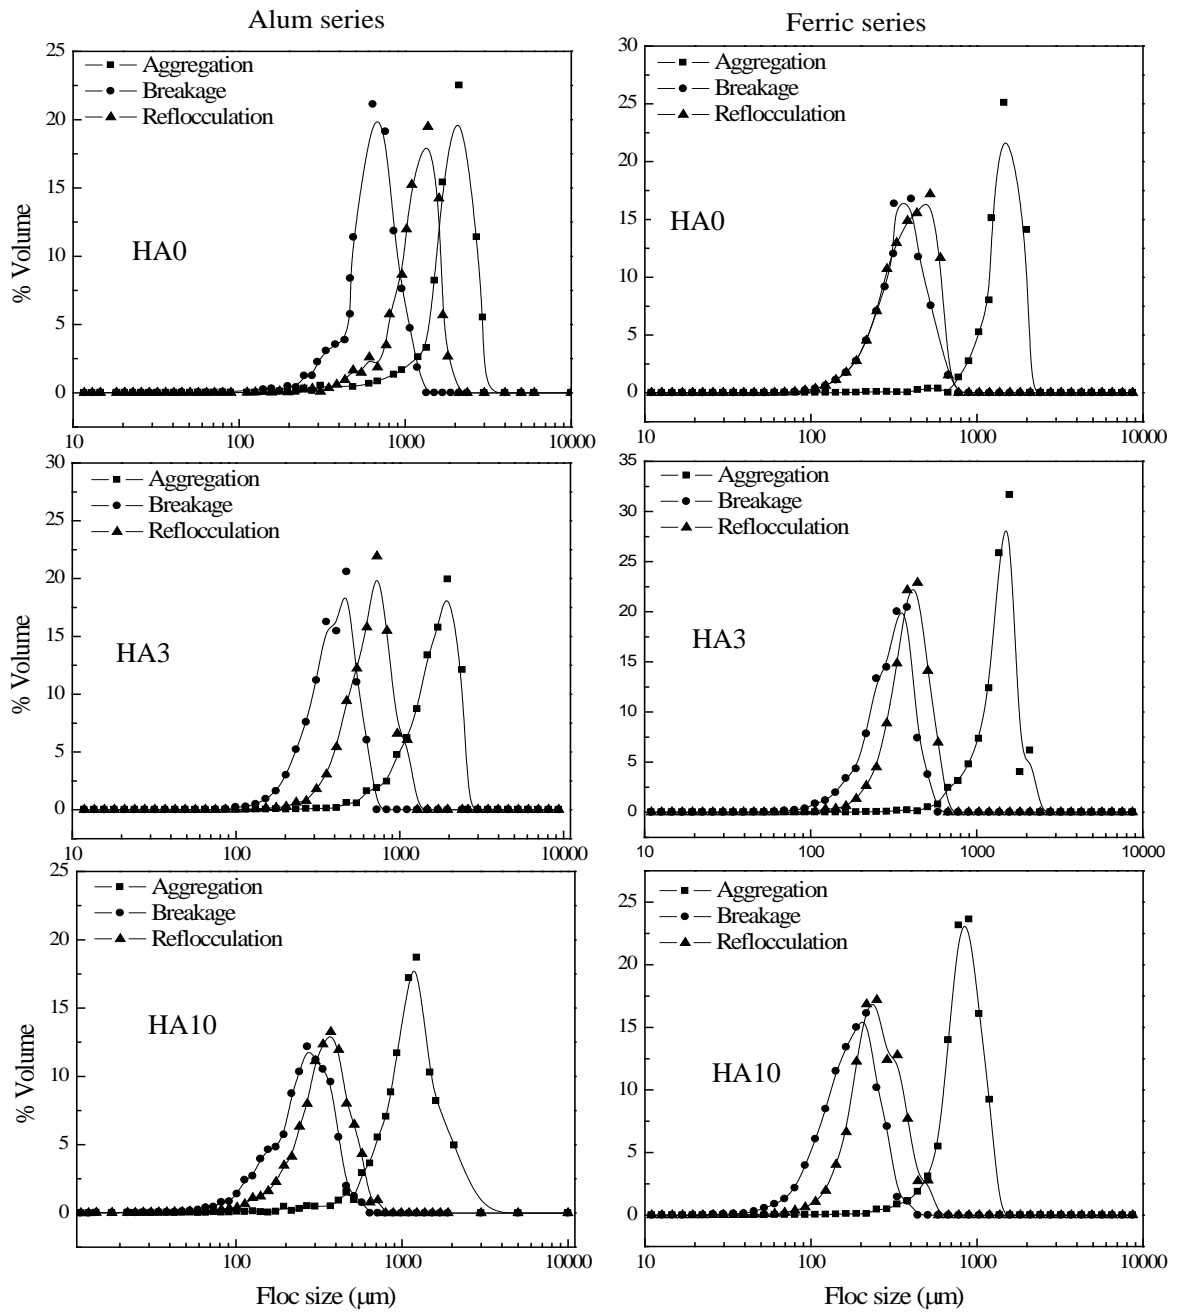 Alum series
Ferric series
25
20
15
10
5
0
% Volume
Aggregation
Breakage
Reflocculation
HA0
10
100
1000
10000
30
25
20
15
10
5
0
Aggregation
Breakage
Reflocculation
HA0
10
100
1000
10000
30
25
20
15
10
5
0
% Volume
Aggregation
Breakage
Reflocculation
HA3
10
100
1000
10000
35
30
25
20
15
10
5
0
Aggregation
Breakage
Reflocculation
HA3
10
100
1000
10000
25
20
15
10
5
0
% Volume
Aggregation
Breakage
Reflocculation
HA10
100
1000
10000
Floc size (μm)
25
20
15
10
5
0
Aggregation
Breakage
Reflocculation
HA10
10
100
1000
10000
Floc size (μm)